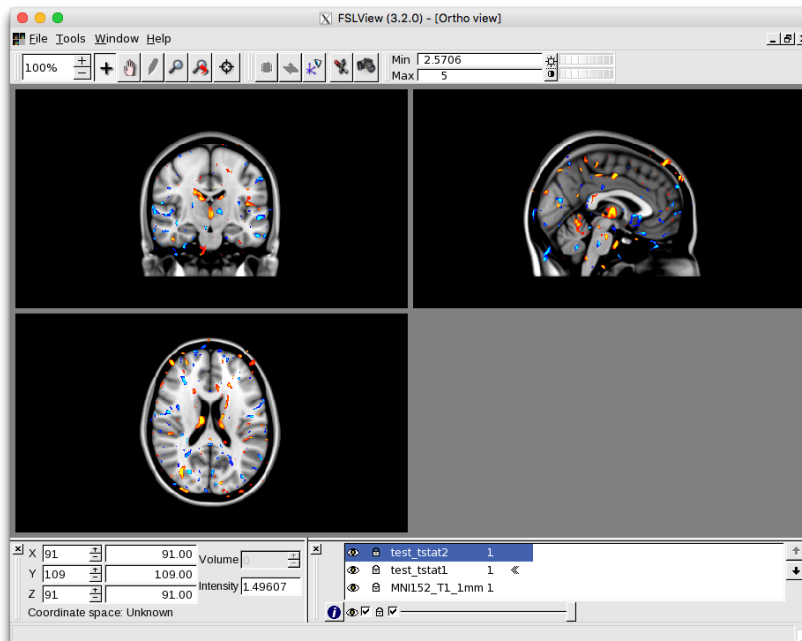 FSLView (3.2.0) - [Ortho view]
File Tools Window Help
100% Min 2.5706
Max 5
X 91 91.00
Y 109 109.00
Z 91 91.00
Volume 0
Intensity 1.49607
Coordinate space: Unknown
test_tstat2 1
test_tstat1 1
MNI152_T1_1mm 1